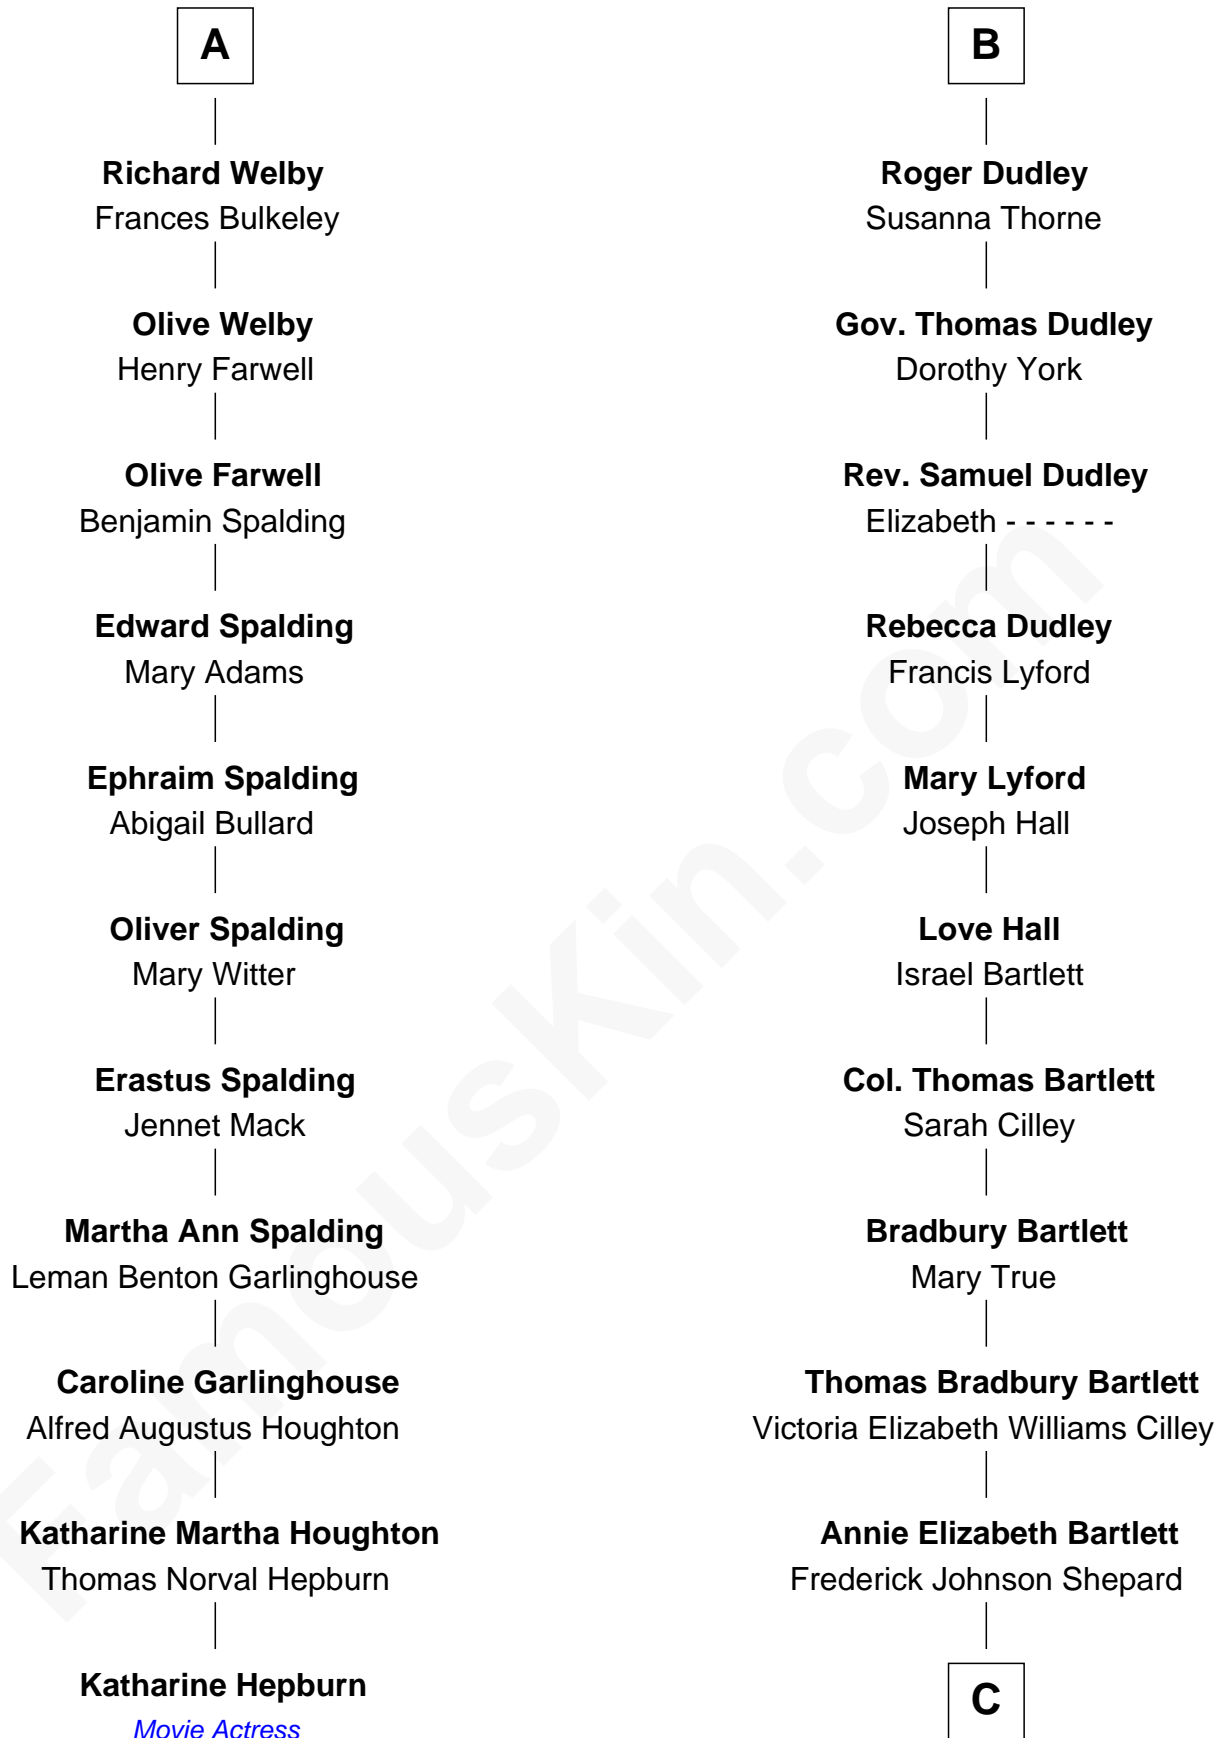 A
Richard Welby
Frances Bulkeley
Olive Welby
Henry Farwell
Olive Farwell
Benjamin Spalding
Edward Spalding
Mary Adams
Ephraim Spalding
Abigail Bullard
Oliver Spalding
Mary Witter
Erastus Spalding
Jennet Mack
Martha Ann Spalding
Leman Benton Garlinghouse
Caroline Garlinghouse
Alfred Augustus Houghton
Katharine Martha Houghton
Thomas Norval Hepburn
Katharine Hepburn
Movie Actress
B
Roger Dudley
Susanna Thorne
Gov. Thomas Dudley
Dorothy York
Rev. Samuel Dudley
Elizabeth - - - - - -
Rebecca Dudley
Francis Lyford
Mary Lyford
Joseph Hall
Love Hall
Israel Bartlett
Col. Thomas Bartlett
Sarah Cilley
Bradbury Bartlett
Mary True
Thomas Bradbury Bartlett
Victoria Elizabeth Williams Cilley
Annie Elizabeth Bartlett
Frederick Johnson Shepard
C
FamousKin.com